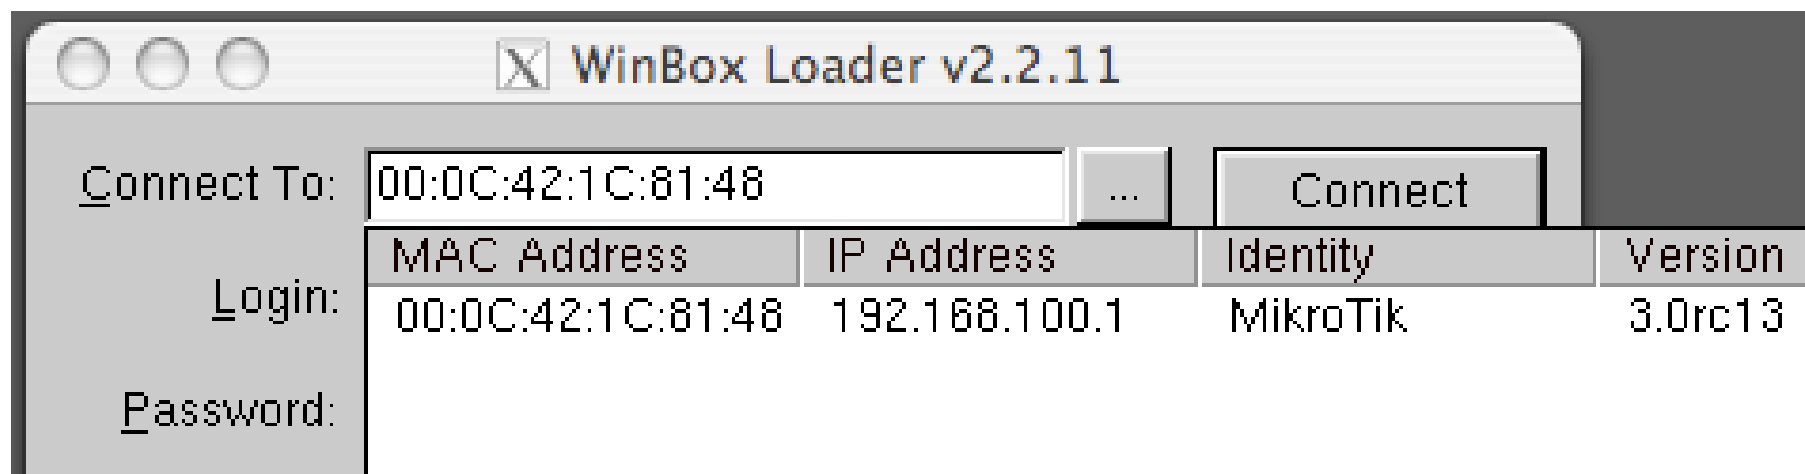 WinBox Loader v2.2.11
Connect To: 00:0C:42:1C:81:48 ... Connect
MAC Address IP Address Identity Version
Login:
00:0C:42:1C:81:48 192.168.100.1 MikroTik 3.0rc13
Password: